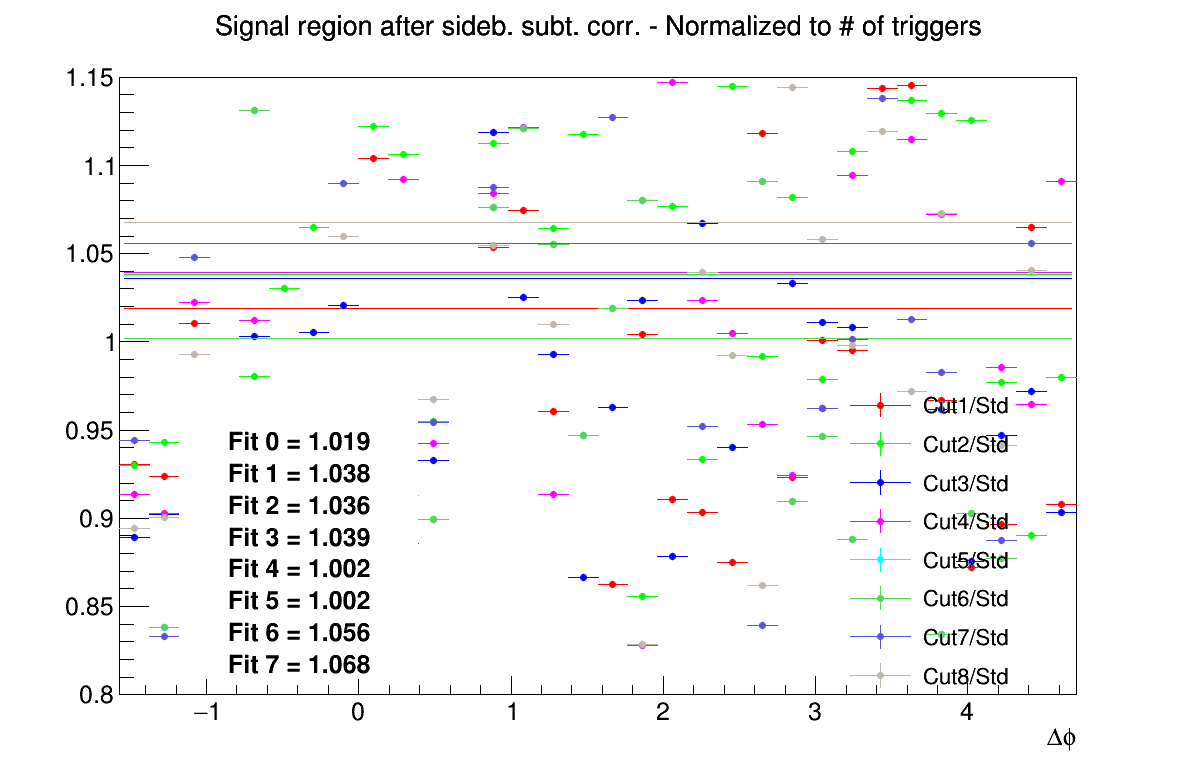 Signal region after sideb. subt. corr. - Normalized to # of triggers
1.15
1.1
1.05
1
0.95
0.9
0.85
0.8
Fit 0 = 1.019
Fit 1 = 1.038
Fit 2 = 1.036
Fit 3 = 1.039
Fit 4 = 1.002
Fit 5 = 1.002
Fit 6 = 1.056
Fit 7 = 1.068
Cut1/Std
Cut2/Std
Cut3/Std
Cut4/Std
Cut5/Std
Cut6/Std
Cut7/Std
Cut8/Std
−1 0 1 2 3 4
Δϕ